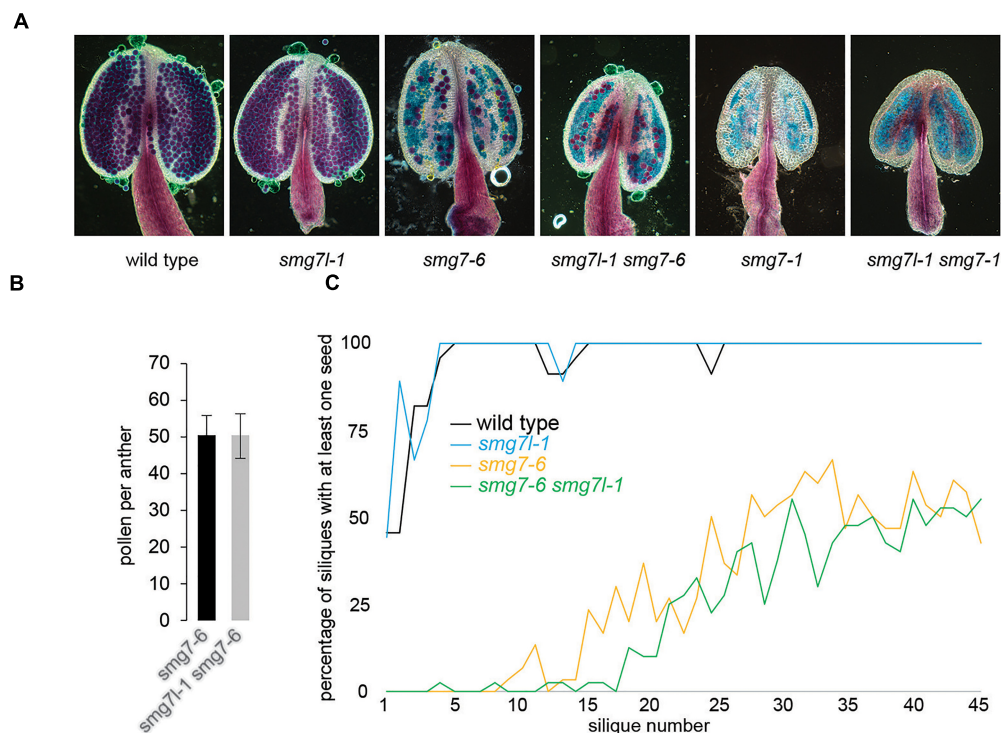 A
wild type
smg7l-1
smg7-6
smg7l-1 smg7-6
smg7-1
smg7l-1 smg7-1
B
pollen per anther
70
60
50
40
30
20
10
0
smg7-6
smg7l-1 smg7-6
C
percentage of siliques with at least one seed
100
75
50
25
0
wild type
smg7l-1
smg7-6
smg7-6 smg7l-1
1 5 10 15 20 25 30 35 40 45
silique number